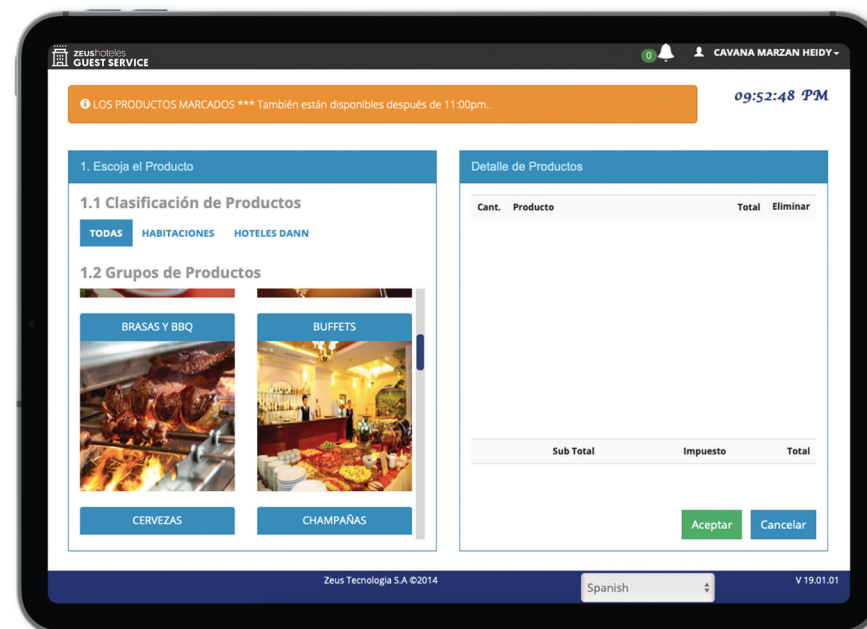 ZEUShoteles
GUEST SERVICE
0
CAVANA MARZAN HEIDY
LOS PRODUCTOS MARCADOS *** También están disponibles después de 11:00pm..
09:52:48 PM
1. Escoja el Producto
1.1 Clasificación de Productos
TODAS HABITACIONES HOTELES DANN
1.2 Grupos de Productos
BRASAS Y BBQ BUFFETS
CERVEZAS CHAMPAÑAS
Detalle de Productos
Cant. Producto Total Eliminar
Sub Total Impuesto Total
Aceptar Cancelar
Zeus Tecnologia S.A ©2014
Spanish
V 19.01.01